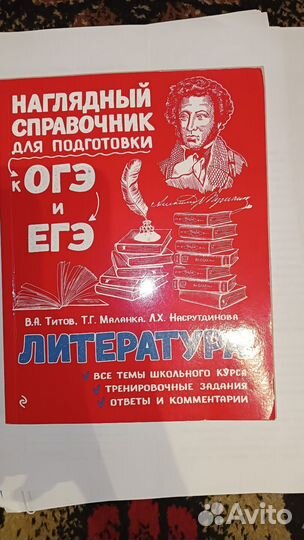 НАГЛЯДНЫЙ
СПРАВОЧНИК
ДЛЯ ПОДГОТОВКИ
К ОГЭ
И
ЕГЭ
В.А. ТИТОВ, Т.Г. МАЛАНКА, Л.Х. НАСРУТДИНОВА
ЛИТЕРАТУРА
ВСЕ ТЕМЫ ШКОЛЬНОГО КУРСА
ТРЕНИРОВОЧНЫЕ ЗАДАНИЯ
ОТВЕТЫ И КОММЕНТАРИИ
Avito